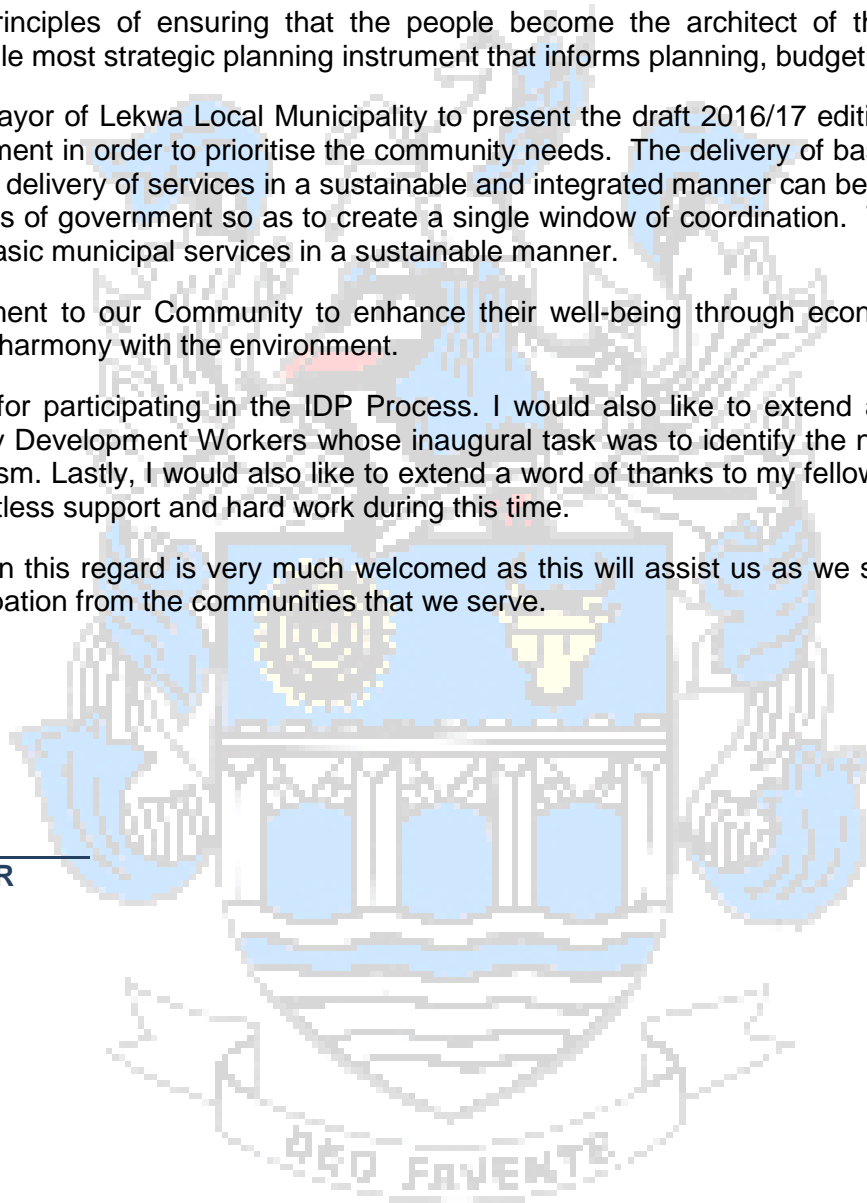 rinciples of ensuring that the people become the architect of th
le most strategic planning instrument that informs planning, budget
ayor of Lekwa Local Municipality to present the draft 2016/17 editi
ment in order to prioritise the community needs. The delivery of ba
delivery of services in a sustainable and integrated manner can be
s of government so as to create a single window of coordination.
asic municipal services in a sustainable manner.
nent to our Community to enhance their well-being through econ
harmony with the environment.
for participating in the IDP Process. I would also like to extend a
y Development Workers whose inaugural task was to identify the n
sm. Lastly, I would also like to extend a word of thanks to my fellow
tless support and hard work during this time.
n this regard is very much welcomed as this will assist us as we s
pation from the communities that we serve.
R
DEO FAVENTE